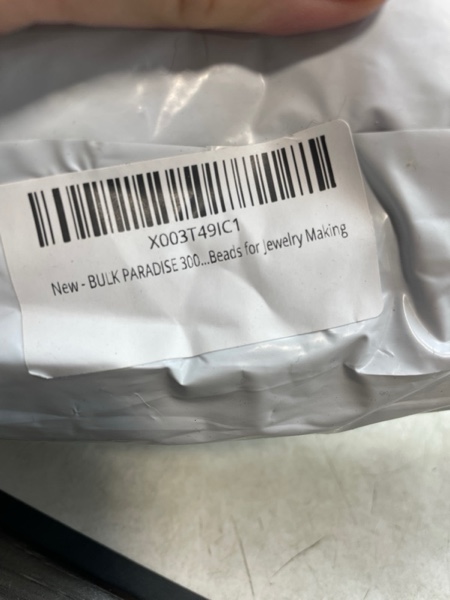 X003T49IC1
New - BULK PARADISE 300...Beads for Jewelry Making